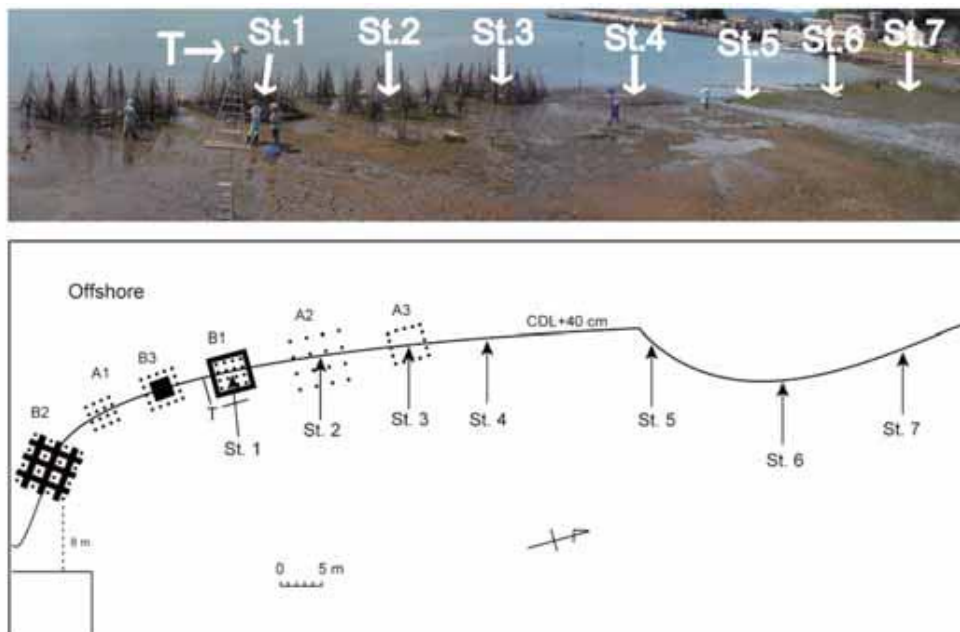 T
St.1
St.2
St.3
St.4
St.5
St.6
St.7
Offshore
B2
A1
B3
B1
A2
A3
CDL+40 cm
T
St. 1
St. 2
St. 3
St. 4
St. 5
St. 6
St. 7
8 m
0 5 m